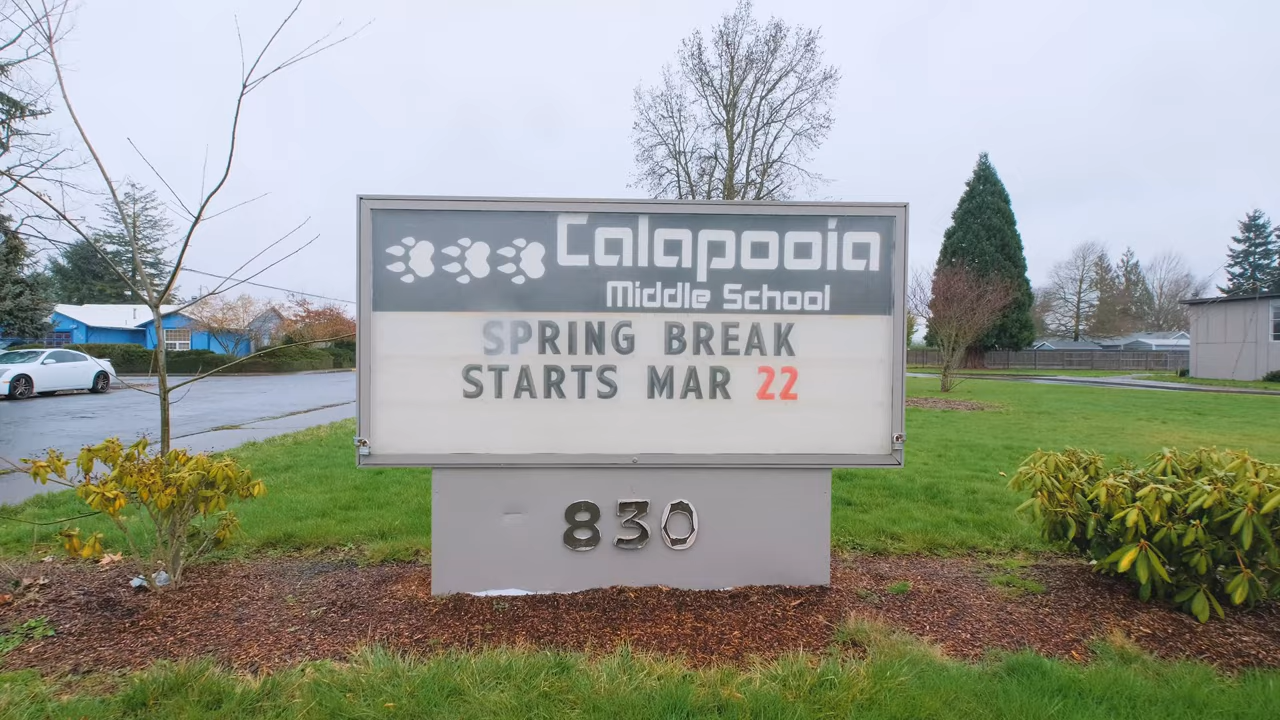 Calapooia
Middle School
SPRING BREAK
STARTS MAR 22
830